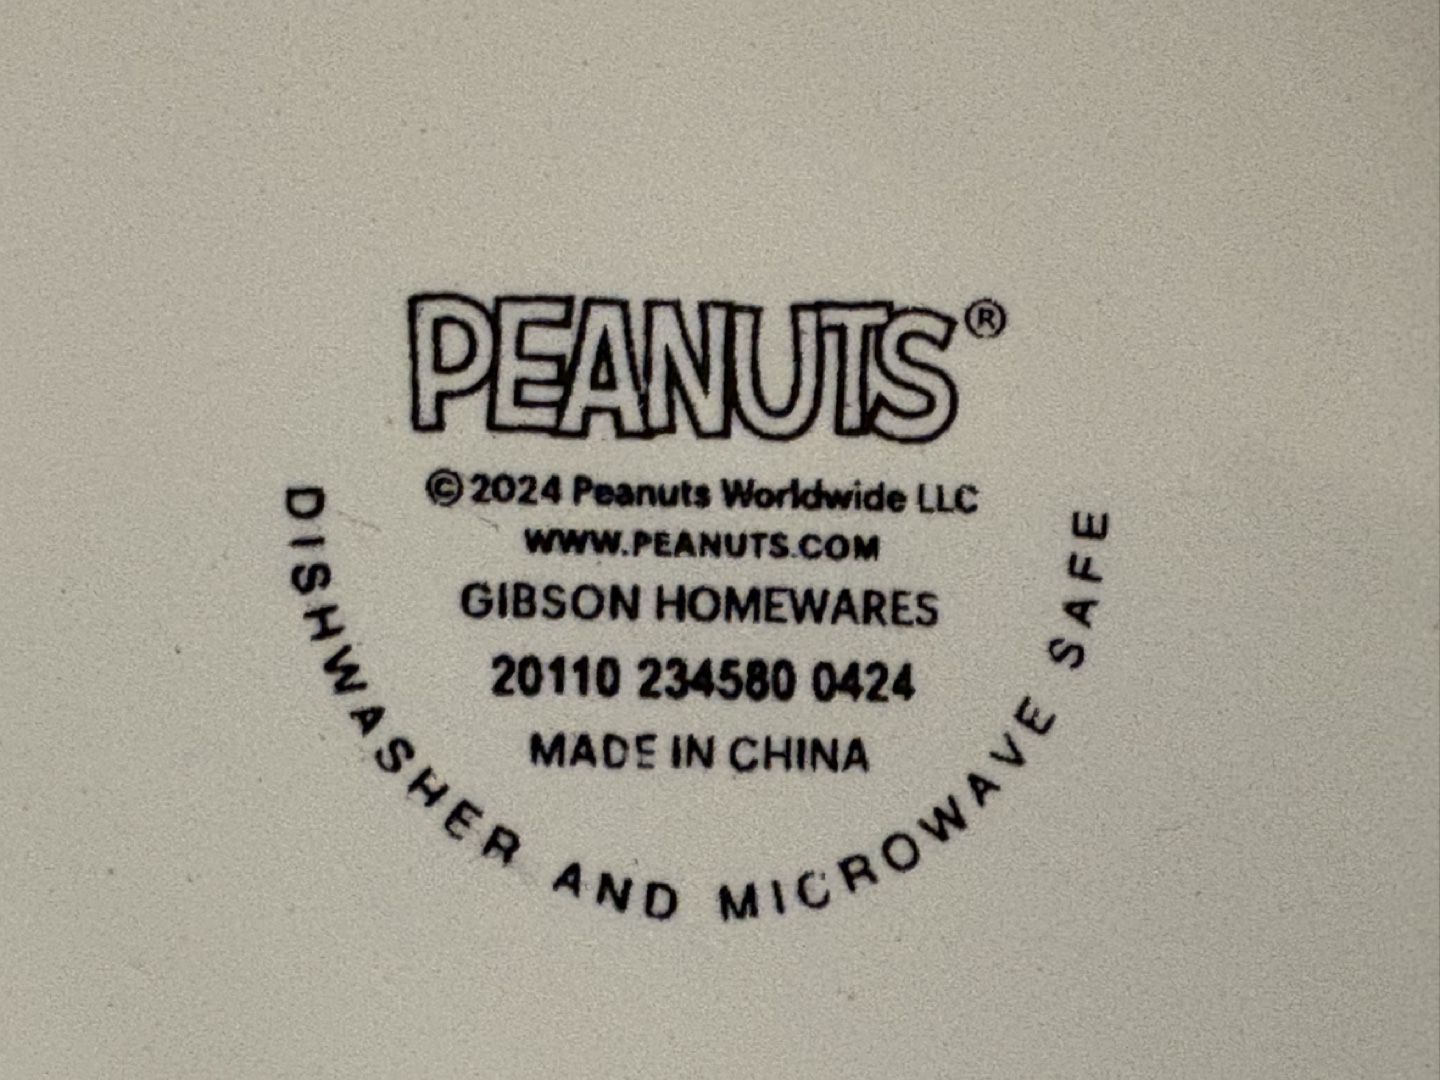 PEANUTS®
©2024 Peanuts Worldwide LLC
WWW.PEANUTS.COM
GIBSON HOMEWARES
20110 234580 0424
MADE IN CHINA
DISHWASHER AND MICROWAVE SAFE